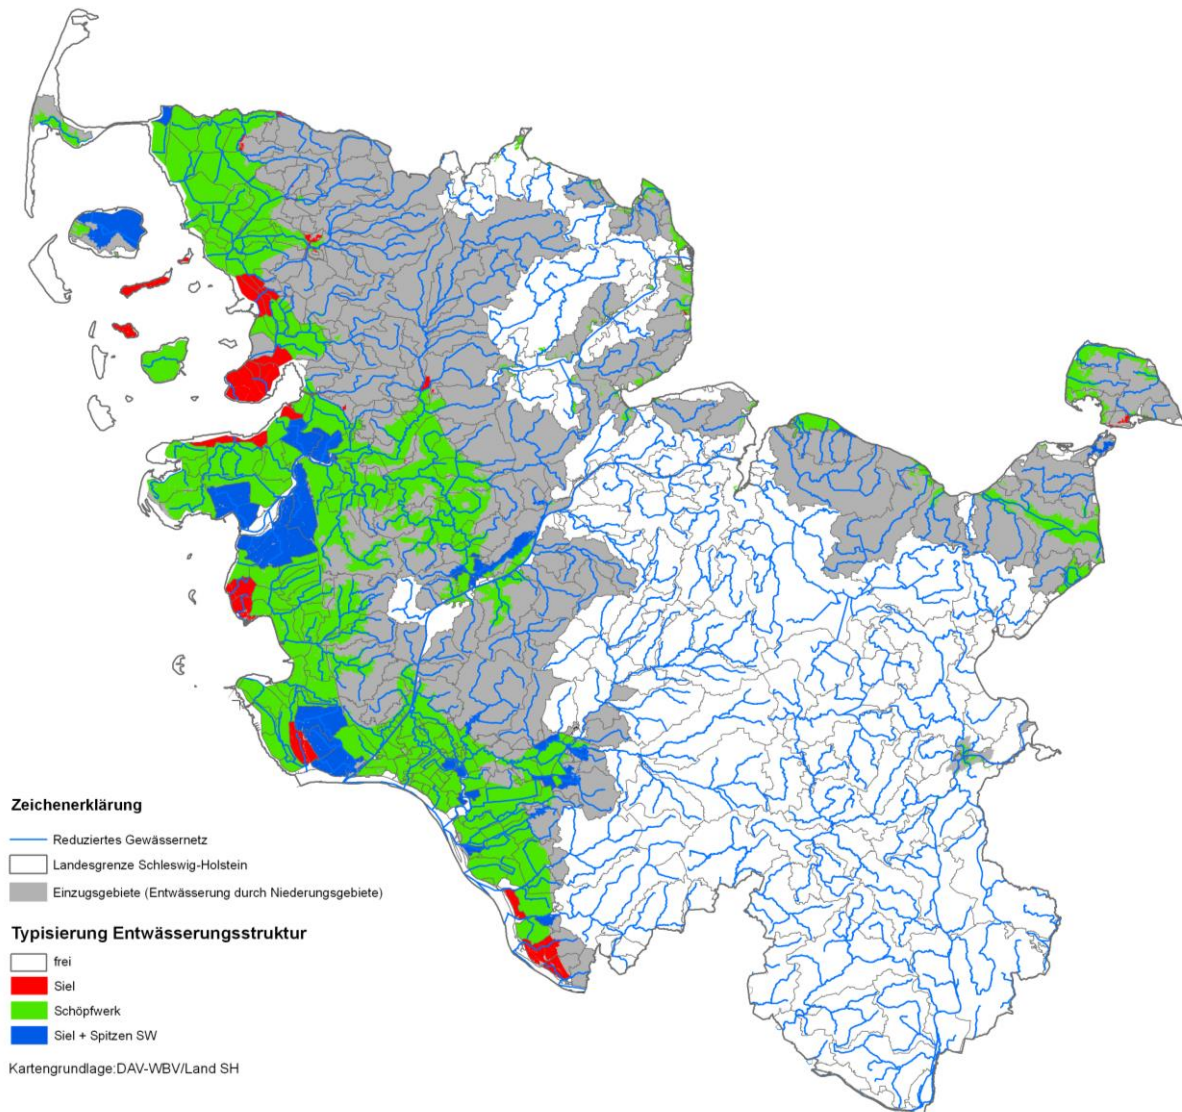 Zeichenerklärung
Reduziertes Gewässernetz
Landesgrenze Schleswig-Holstein
Einzugsgebiete (Entwässerung durch Niederungsgebiete)
Typisierung Entwässerungsstruktur
frei
Siel
Schöpfwerk
Siel + Spitzen SW
Kartengrundlage:DAV-WBV/Land SH